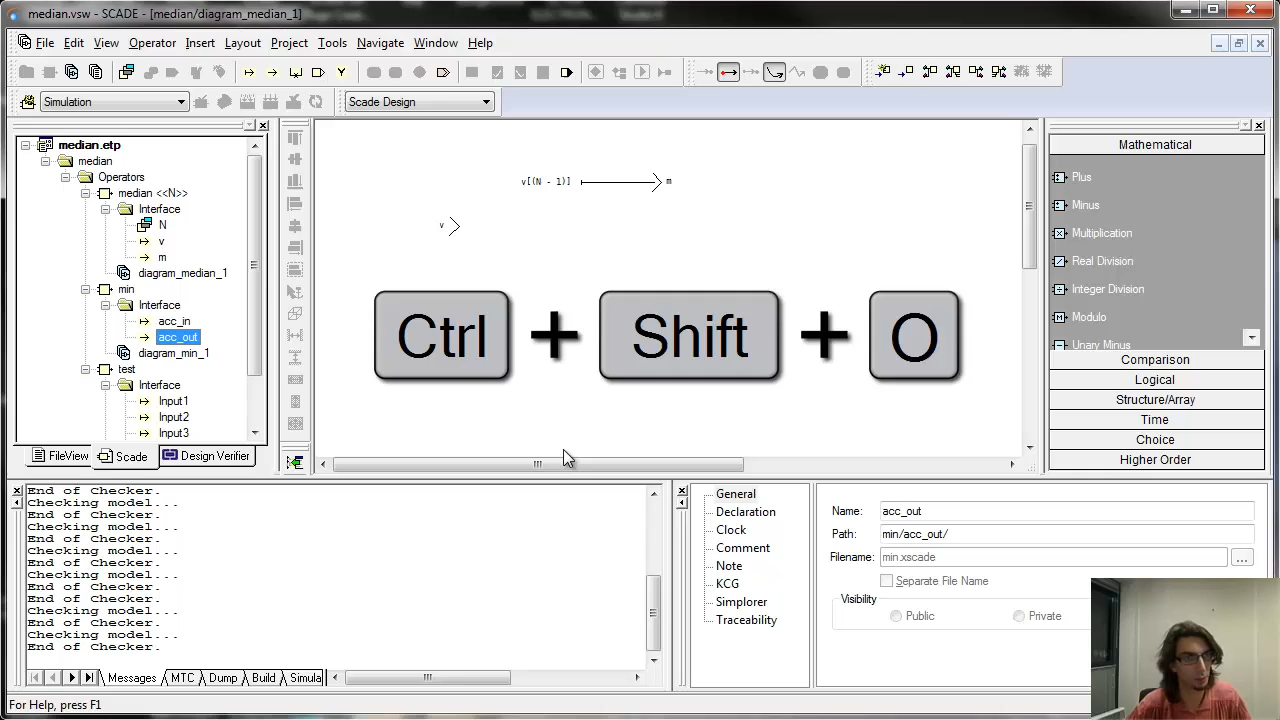 median.vsw - SCADE - [median/diagram_median_1]
File Edit View Operator Insert Layout Project Tools Navigate Window Help
Simulation
Scade Design
median.etp
median
Operators
median <<N>>
Interface
N
v
m
diagram_median_1
min
Interface
acc_in
acc_out
diagram_min_1
test
Interface
Input1
Input2
Input3
FileView Scade Design Verifier
v[(N - 1)] m
v
Ctrl + Shift + O
Mathematical
Plus
Minus
Multiplication
Real Division
Integer Division
Modulo
Unary Minus
Comparison
Logical
Structure/Array
Time
Choice
Higher Order
End of Checker.
Checking model...
End of Checker.
Checking model...
End of Checker.
Checking model...
End of Checker.
Checking model...
End of Checker.
End of Checker.
Checking model...
End of Checker.
Checking model...
End of Checker.
Messages MTC Dump Build Simula
General
Declaration
Clock
Comment
Note
KCG
Simplorer
Traceability
Name: acc_out
Path: min/acc_out/
Filename: min.xscade ...
Separate File Name
Visibility
Public Private
For Help, press F1